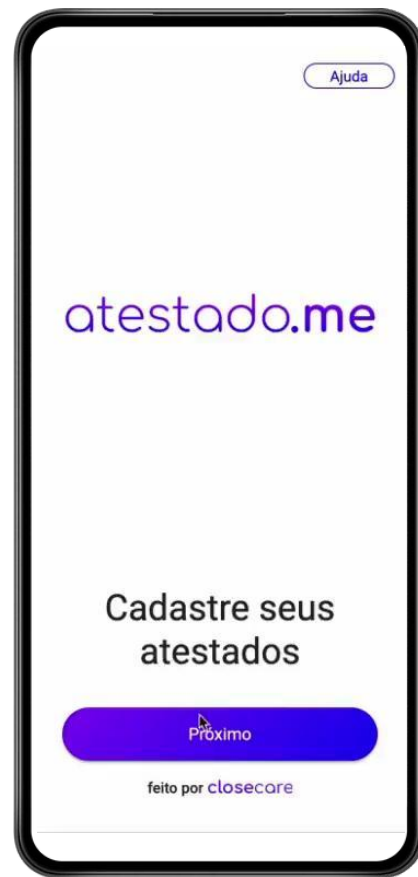 Ajuda
atestado.me
Cadastre seus
atestados
Próximo
feito por closecare